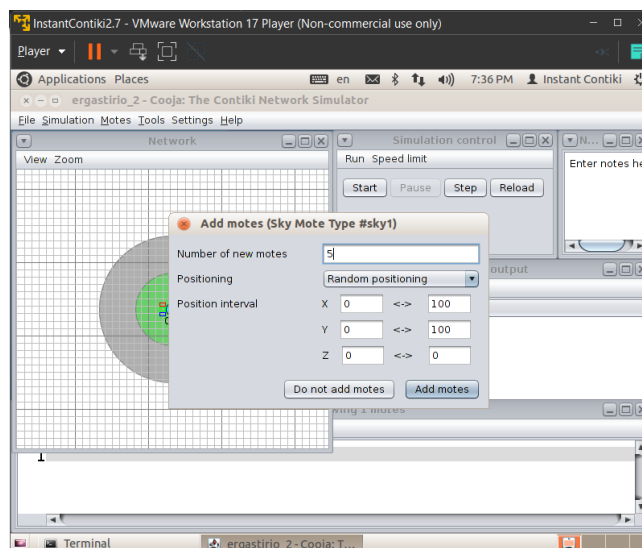 InstantContiki2.7 - VMware Workstation 17 Player (Non-commercial use only)
Player
Applications Places en 7:36 PM Instant Contiki
ergastirio_2 - Cooja: The Contiki Network Simulator
File Simulation Motes Tools Settings Help
Network
View Zoom
Simulation control
Run Speed limit
Start Pause Step Reload
N...
Enter notes he
Add motes (Sky Mote Type #sky1)
Number of new motes 5
Positioning Random positioning
Position interval X 0 <-> 100
Y 0 <-> 100
Z 0 <-> 0
Do not add motes Add motes
output
1 motes
1
Terminal
ergastirio_2 - Cooja: T...